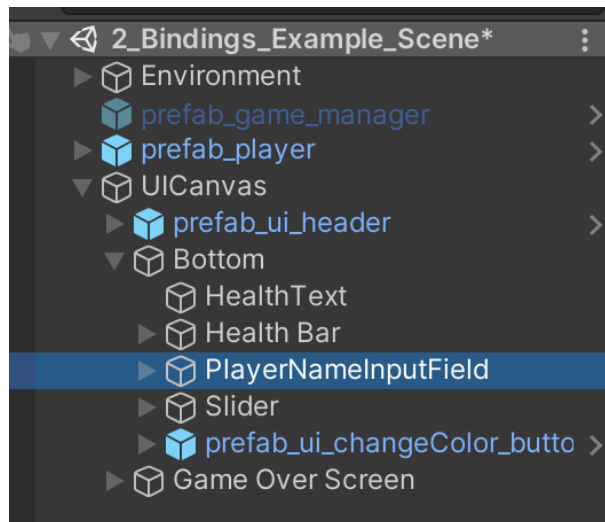 2_Bindings_Example_Scene*
Environment
prefab_game_manager
prefab_player
UICanvas
prefab_ui_header
Bottom
HealthText
Health Bar
PlayerNameInputField
Slider
prefab_ui_changeColor_butto
Game Over Screen